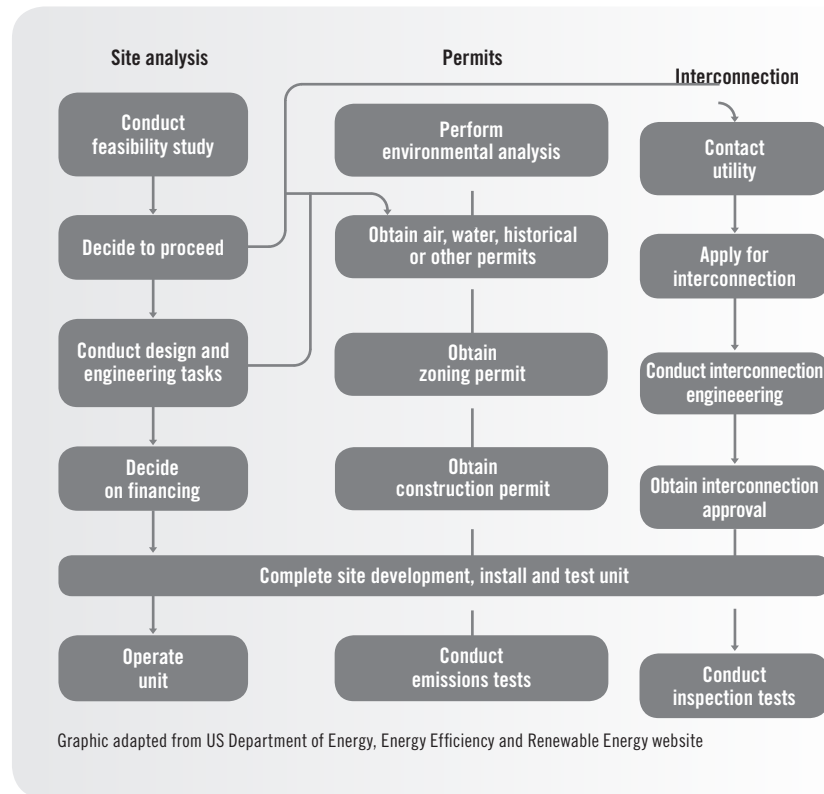 Site analysis
Conduct
feasibility study
Decide to proceed
Conduct design and
engineering tasks
Decide
on financing
Permits
Perform
environmental analysis
Obtain air, water, historical
or other permits
Obtain
zoning permit
Obtain
construction permit
Interconnection
Contact
utility
Apply for
interconnection
Conduct interconnection
engineeering
Obtain interconnection
approval
Complete site development, install and test unit
Operate
unit
Conduct
emissions tests
Conduct
inspection tests
Graphic adapted from US Department of Energy, Energy Efficiency and Renewable Energy website